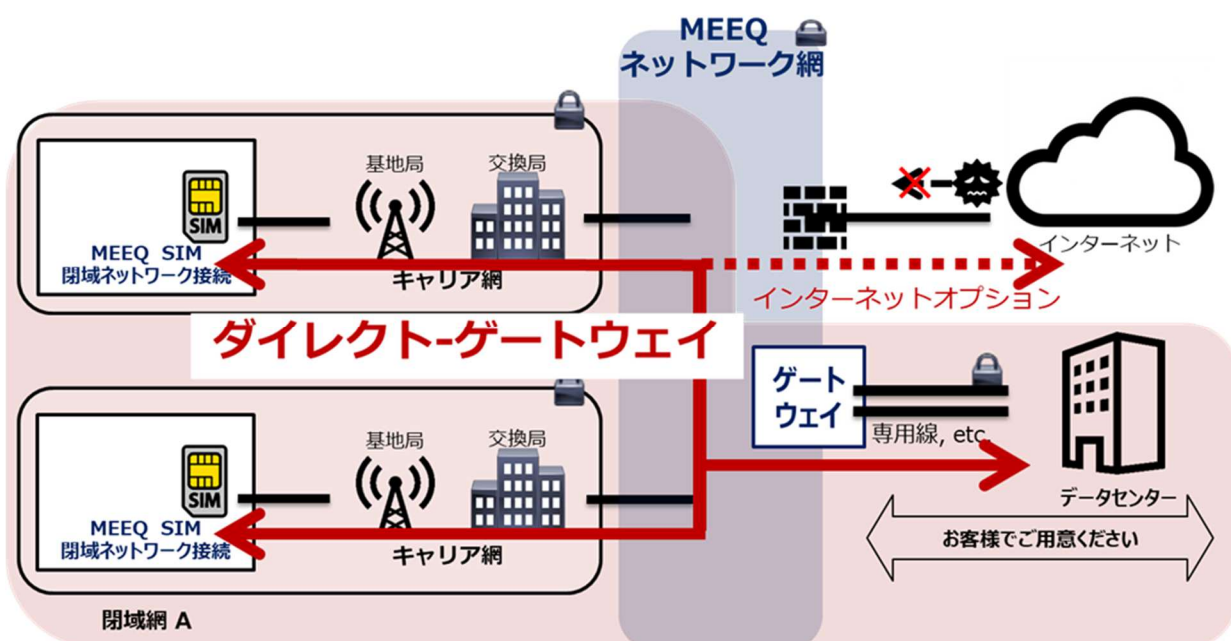 MEEQ
ネットワーク網
基地局
交換局
SIM
MEEQ SIM
閉域ネットワーク接続
キャリア網
インターネット
インターネットオプション
ダイレクト-ゲートウェイ
ゲート
ウェイ
専用線, etc.
データセンター
基地局
交換局
SIM
MEEQ SIM
閉域ネットワーク接続
キャリア網
お客様でご用意ください
閉域網 A